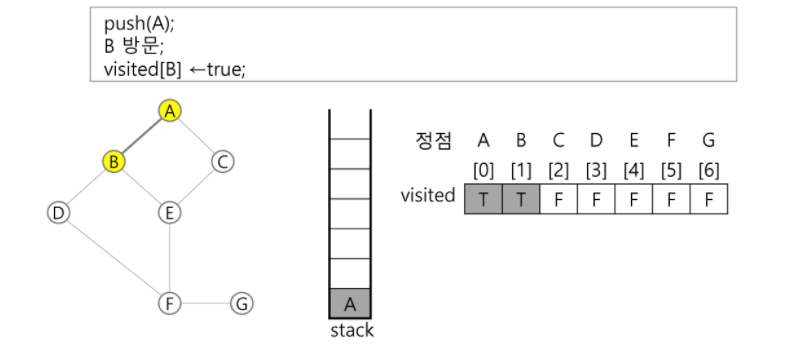 push(A);
B 방문;
visited[B] ←true;
A
B
C
D
E
F
G
A
stack
정점 A B C D E F G
[0] [1] [2] [3] [4] [5] [6]
visited T T F F F F F